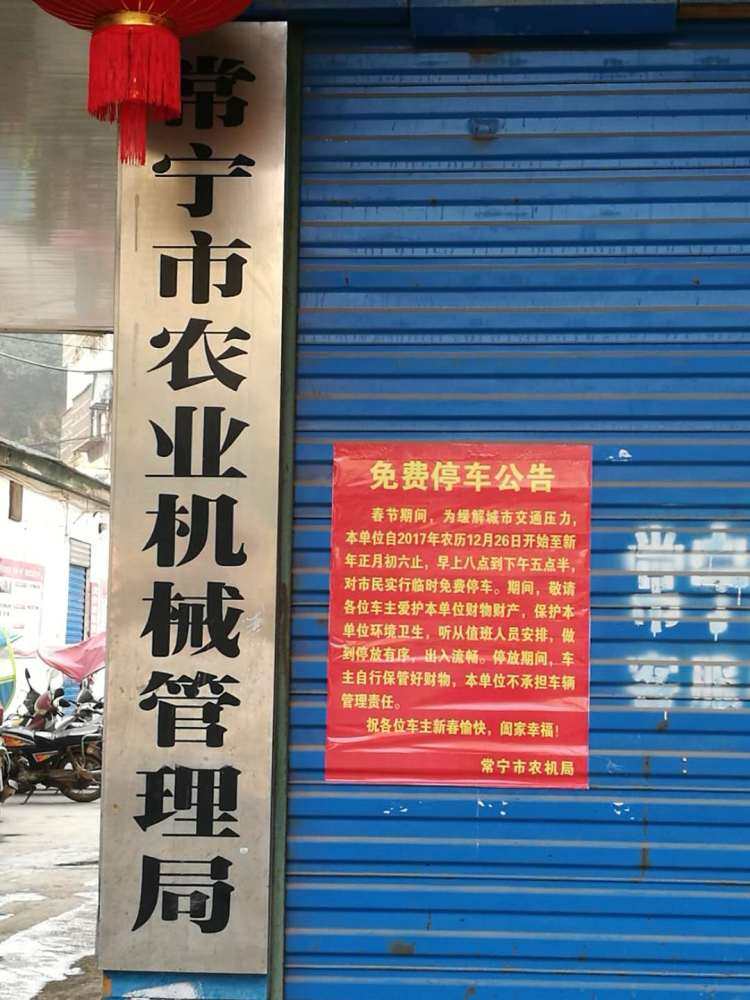 常宁市农业机械管理局
免费停车公告
春节期间，为缓解城市交通压力，
本单位自2017年农历12月26日开始至新
年正月初六止，早上八点到下午五点半，
对市民实行临时免费停车。期间，敬请
各位车主爱护本单位财物财产，保护本
单位环境卫生，听从值班人员安排，做
到停放有序，出入流畅。停放期间，车
主自行保管好财物，本单位不承担车辆
管理责任。
祝各位车主新春愉快，阖家幸福！
常宁市农机局
常宁